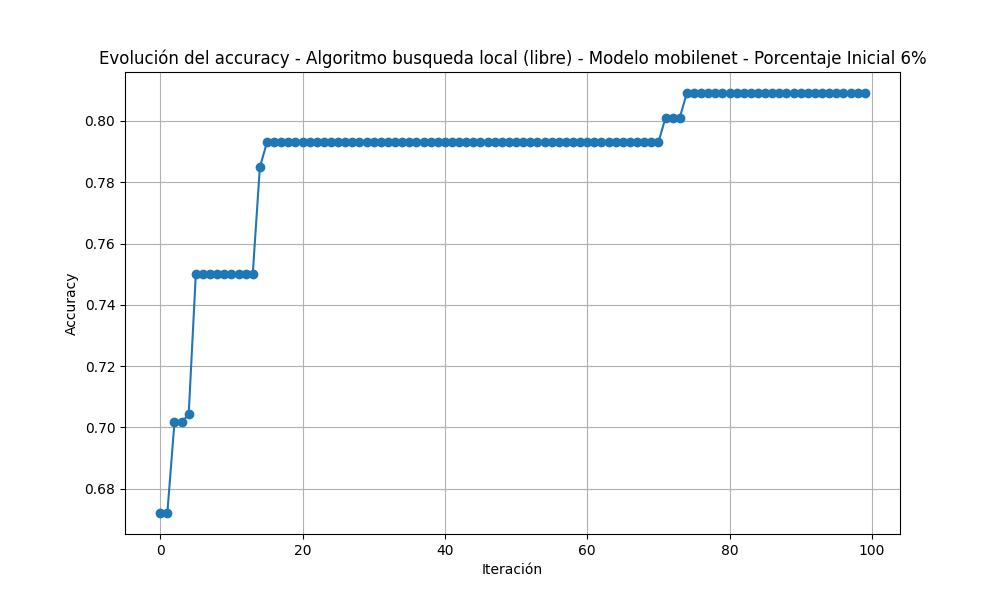 Evolución del accuracy - Algoritmo busqueda local (libre) - Modelo mobilenet - Porcentaje Inicial 6%
Accuracy
0.80
0.78
0.76
0.74
0.72
0.70
0.68
0 20 40 60 80 100
Iteración